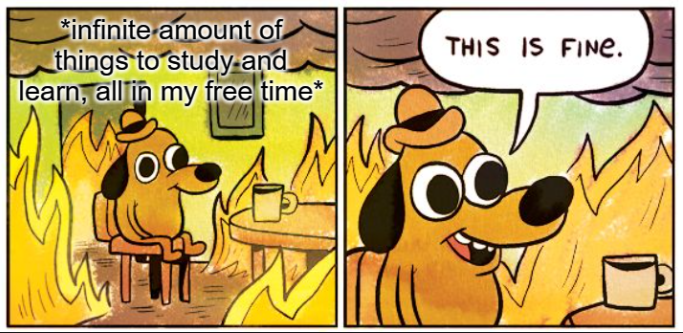 *infinite amount of
things to study and
learn, all in my free time*
THIS IS FINE.